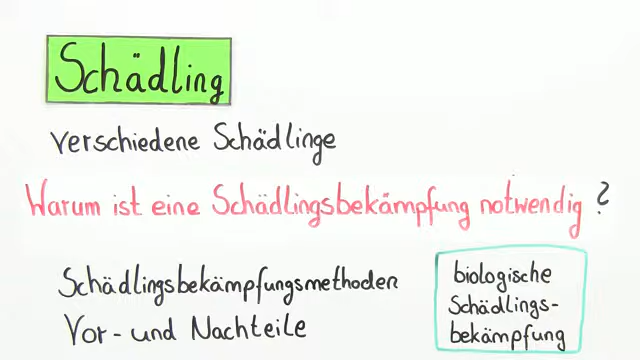 Schädling
verschiedene Schädlinge
Warum ist eine Schädlingsbekämpfung notwendig?
Schädlingsbekämpfungsmethoden
Vor- und Nachteile
biologische
Schädlings-
bekämpfung